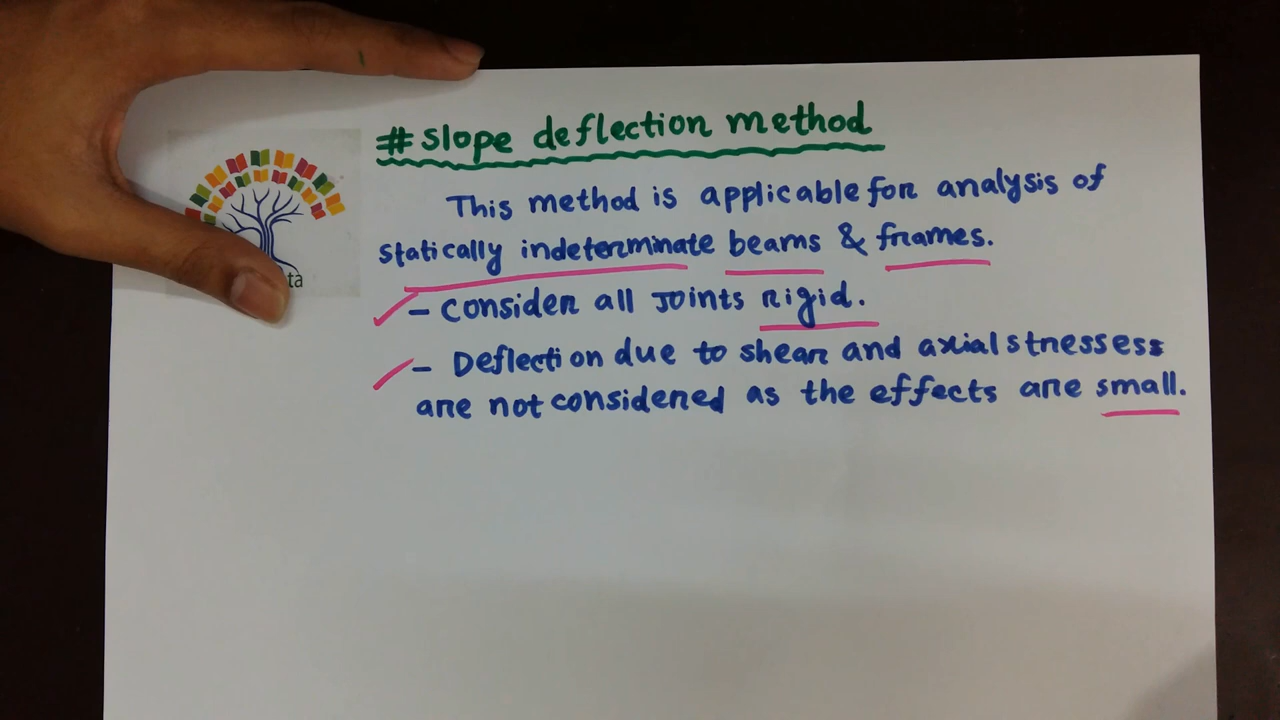 # slope deflection method
This method is applicable for analysis of
statically indeterminate beams & frames.
- Consider all Joints rigid.
- Deflection due to shear and axial stressess
are not considered as the effects are small.
ta